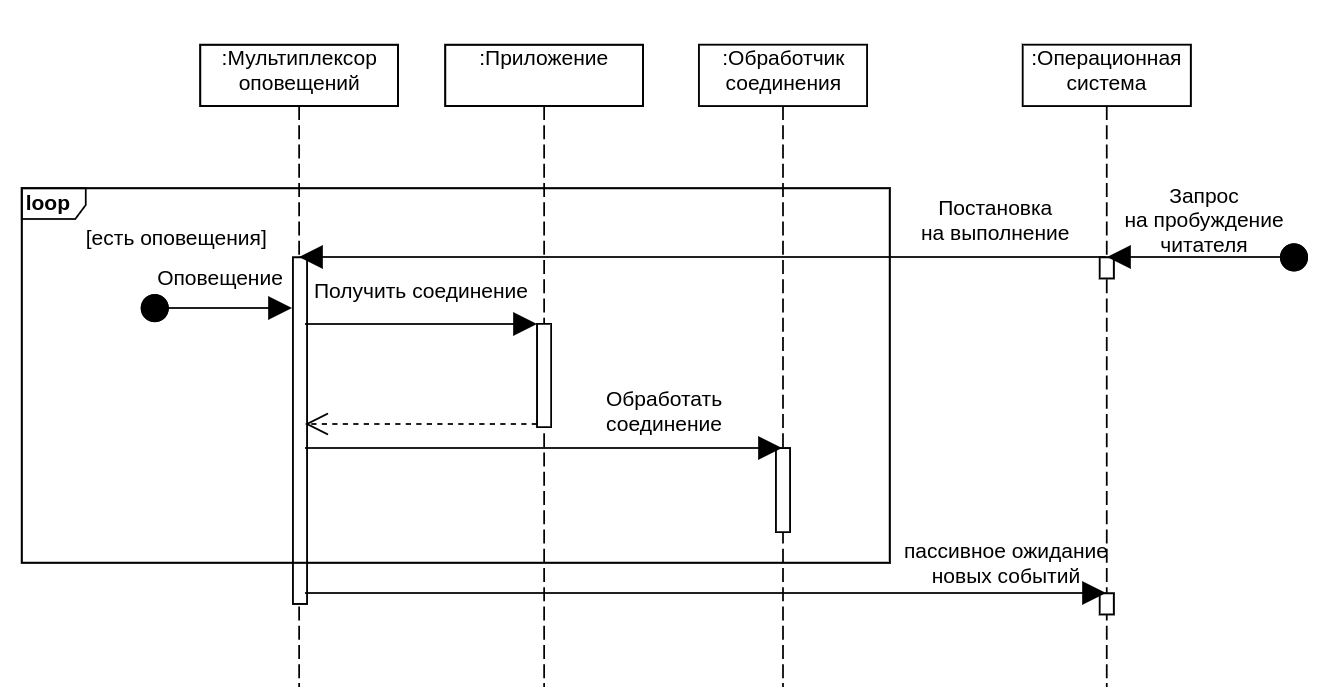 :Мультиплексор
оповещений
:Приложение
:Обработчик
соединения
:Операционная
система
loop
[есть оповещения]
Оповещение
Получить соединение
Обработать
соединение
Постановка
на выполнение
Запрос
на пробуждение
читателя
пассивное ожидание
новых событий